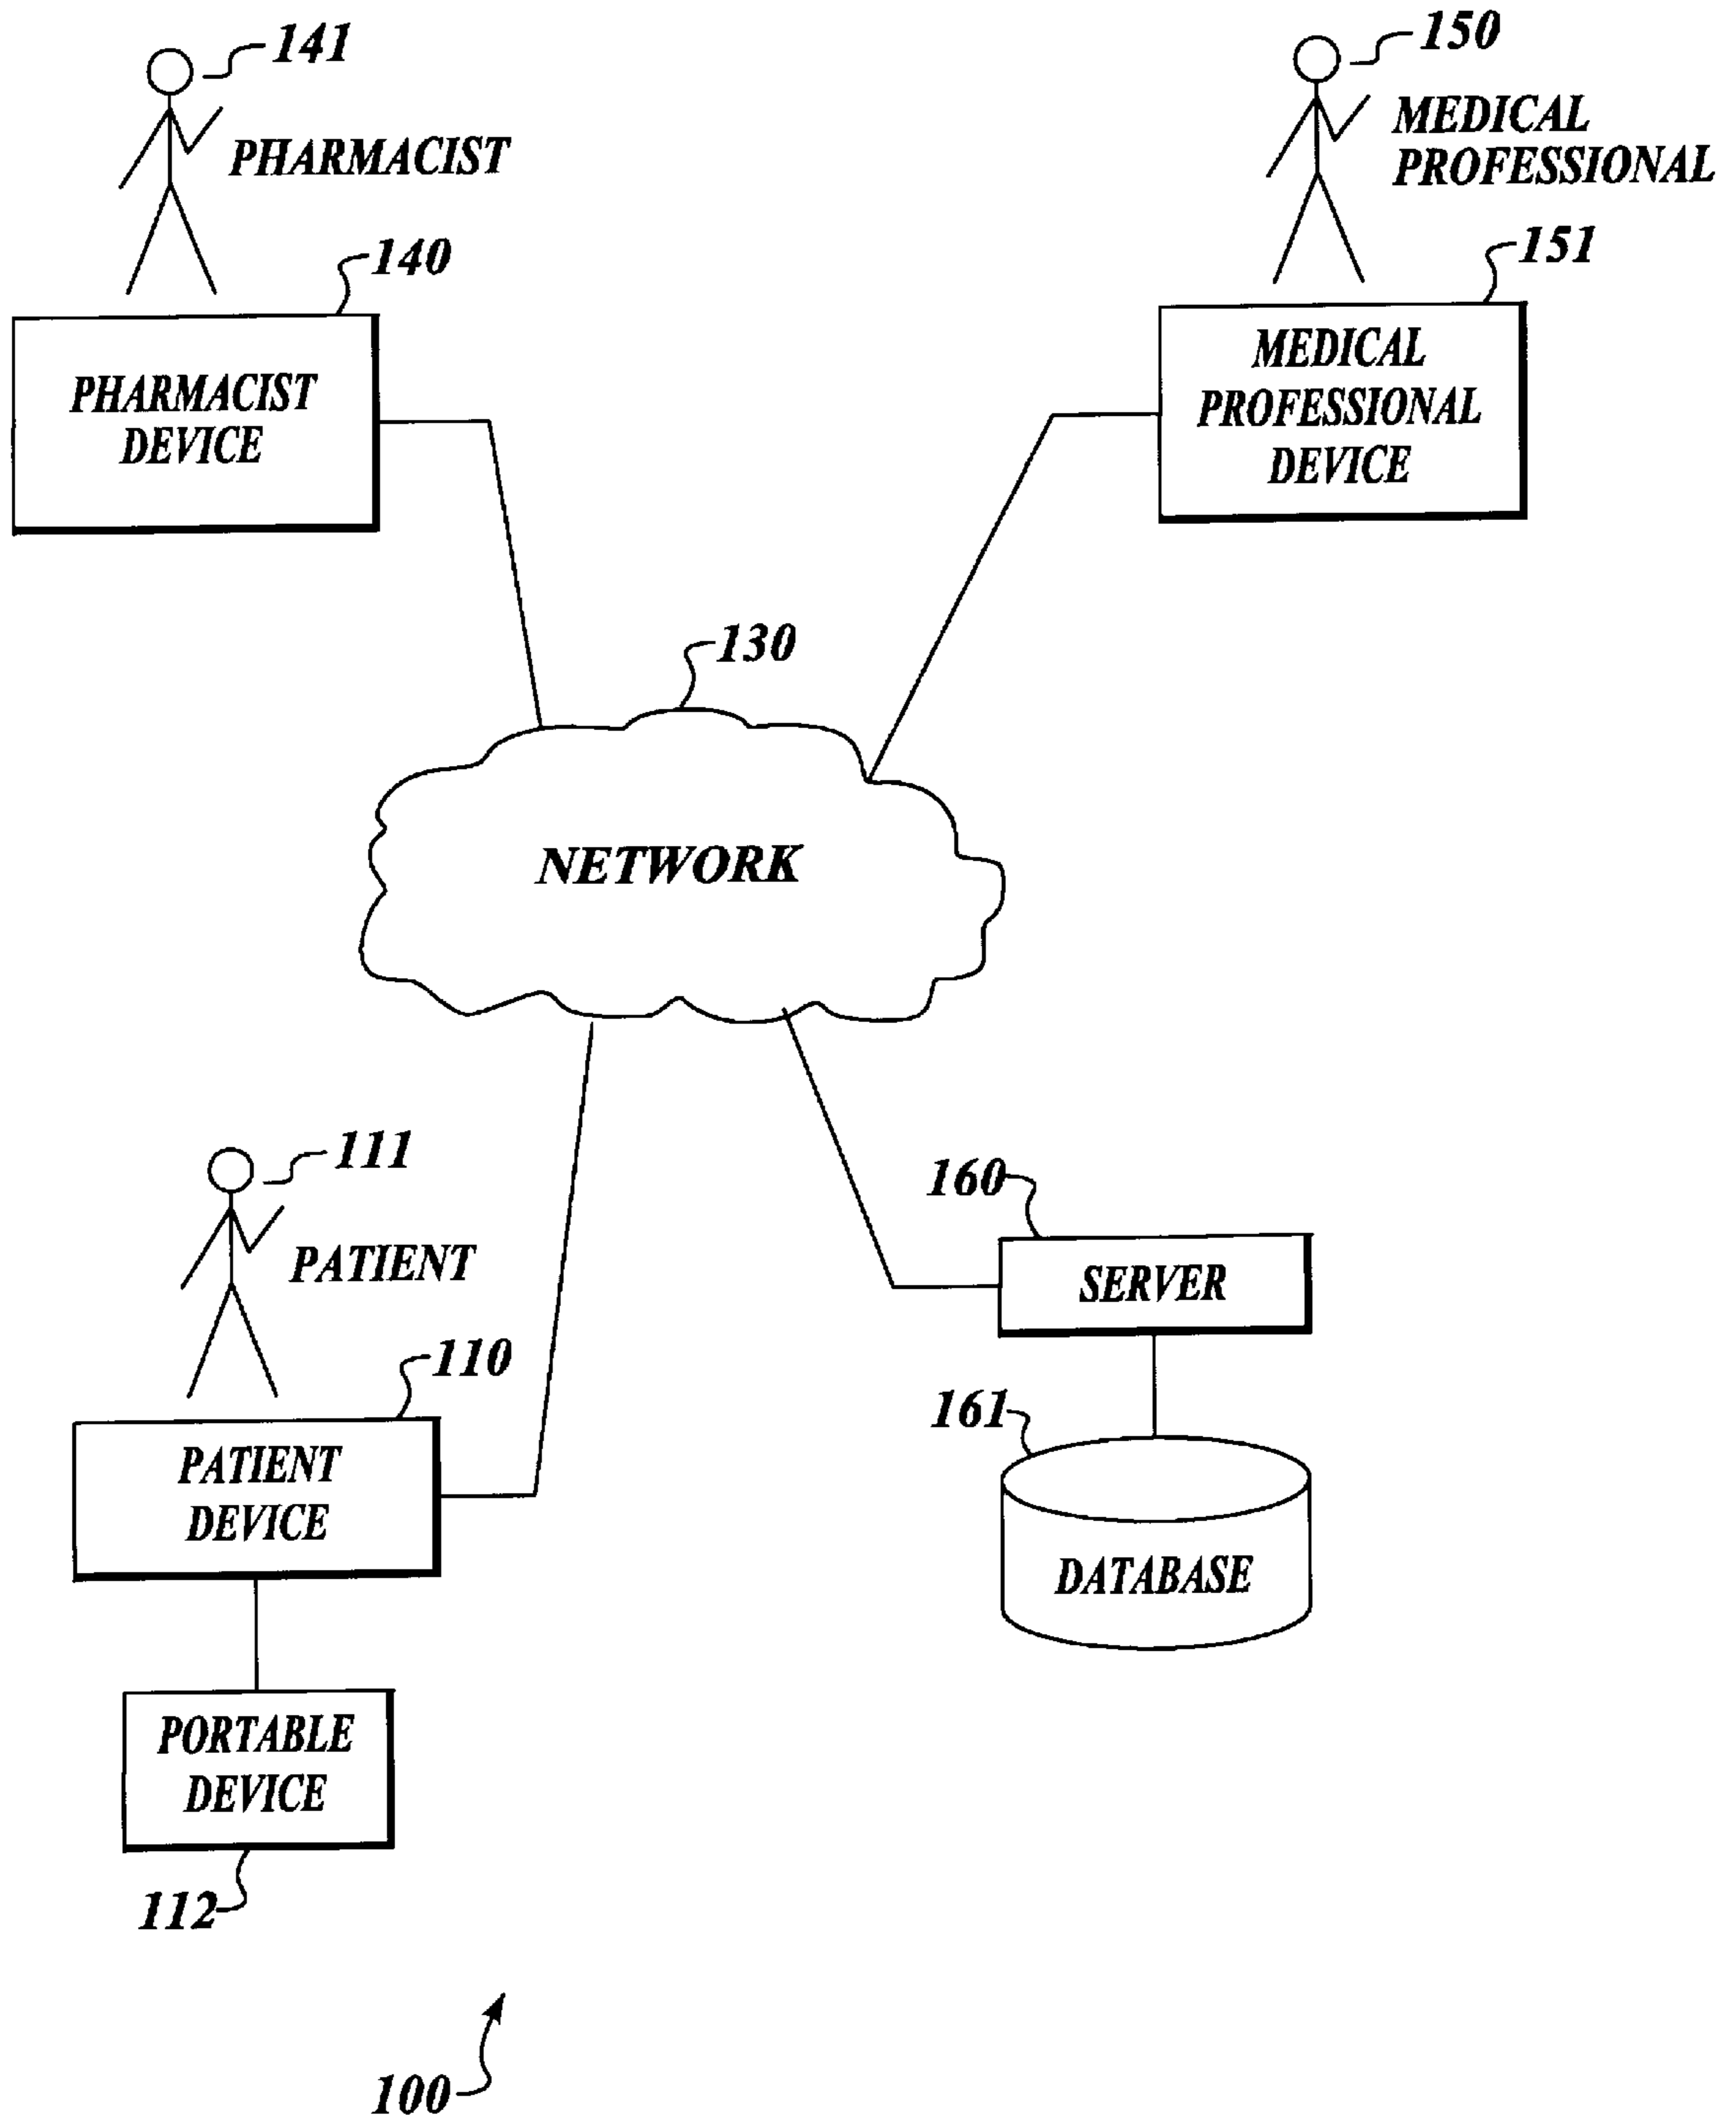 141
PHARMACIST
140
PHARMACIST
DEVICE
150
MEDICAL
PROFESSIONAL
151
MEDICAL
PROFESSIONAL
DEVICE
130
NETWORK
111
PATIENT
110
PATIENT
DEVICE
PORTABLE
DEVICE
112
160
SERVER
161
DATABASE
100